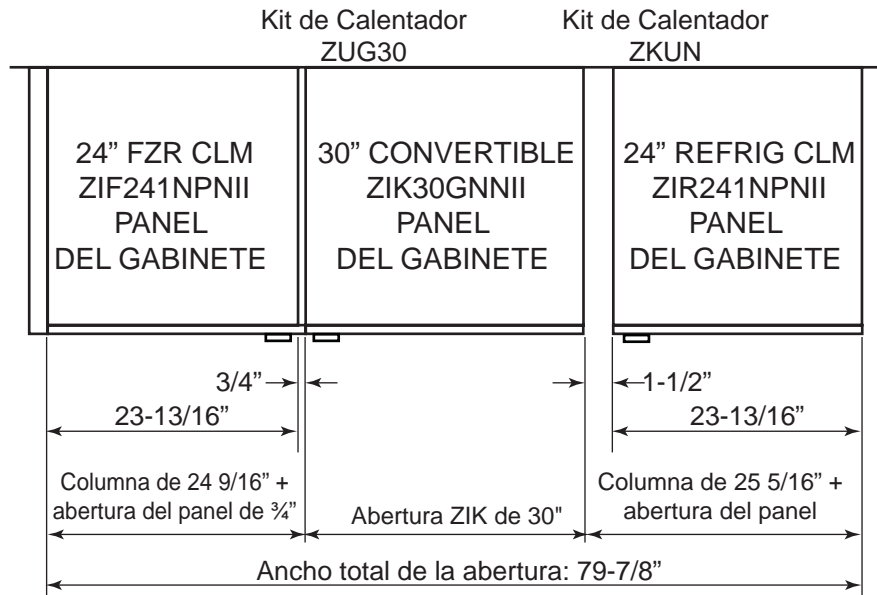 Kit de Calentador
ZUG30
Kit de Calentador
ZKUN
24” FZR CLM
ZIF241NPNII
PANEL
DEL GABINETE
30” CONVERTIBLE
ZIK30GNNII
PANEL
DEL GABINETE
24” REFRIG CLM
ZIR241NPNII
PANEL
DEL GABINETE
3/4”
1-1/2”
23-13/16”
23-13/16”
Columna de 24 9/16” +
abertura del panel de ¾”
Abertura ZIK de 30"
Columna de 25 5/16” +
abertura del panel
Ancho total de la abertura: 79-7/8”